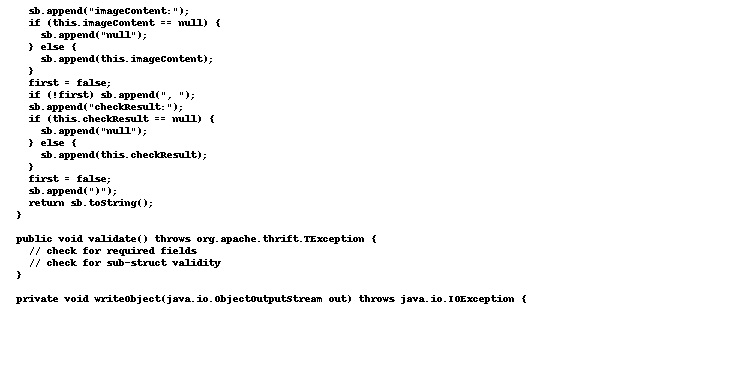 sb.append("imageContent:");
if (this.imageContent == null) {
sb.append("null");
} else {
sb.append(this.imageContent);
}
first = false;
if (!first) sb.append(", ");
sb.append("checkResult:");
if (this.checkResult == null) {
sb.append("null");
} else {
sb.append(this.checkResult);
}
first = false;
sb.append(")");
return sb.toString();
}
public void validate() throws org.apache.thrift.TException {
// check for required fields
// check for sub-struct validity
}
private void writeObject(java.io.ObjectOutputStream out) throws java.io.IOException {